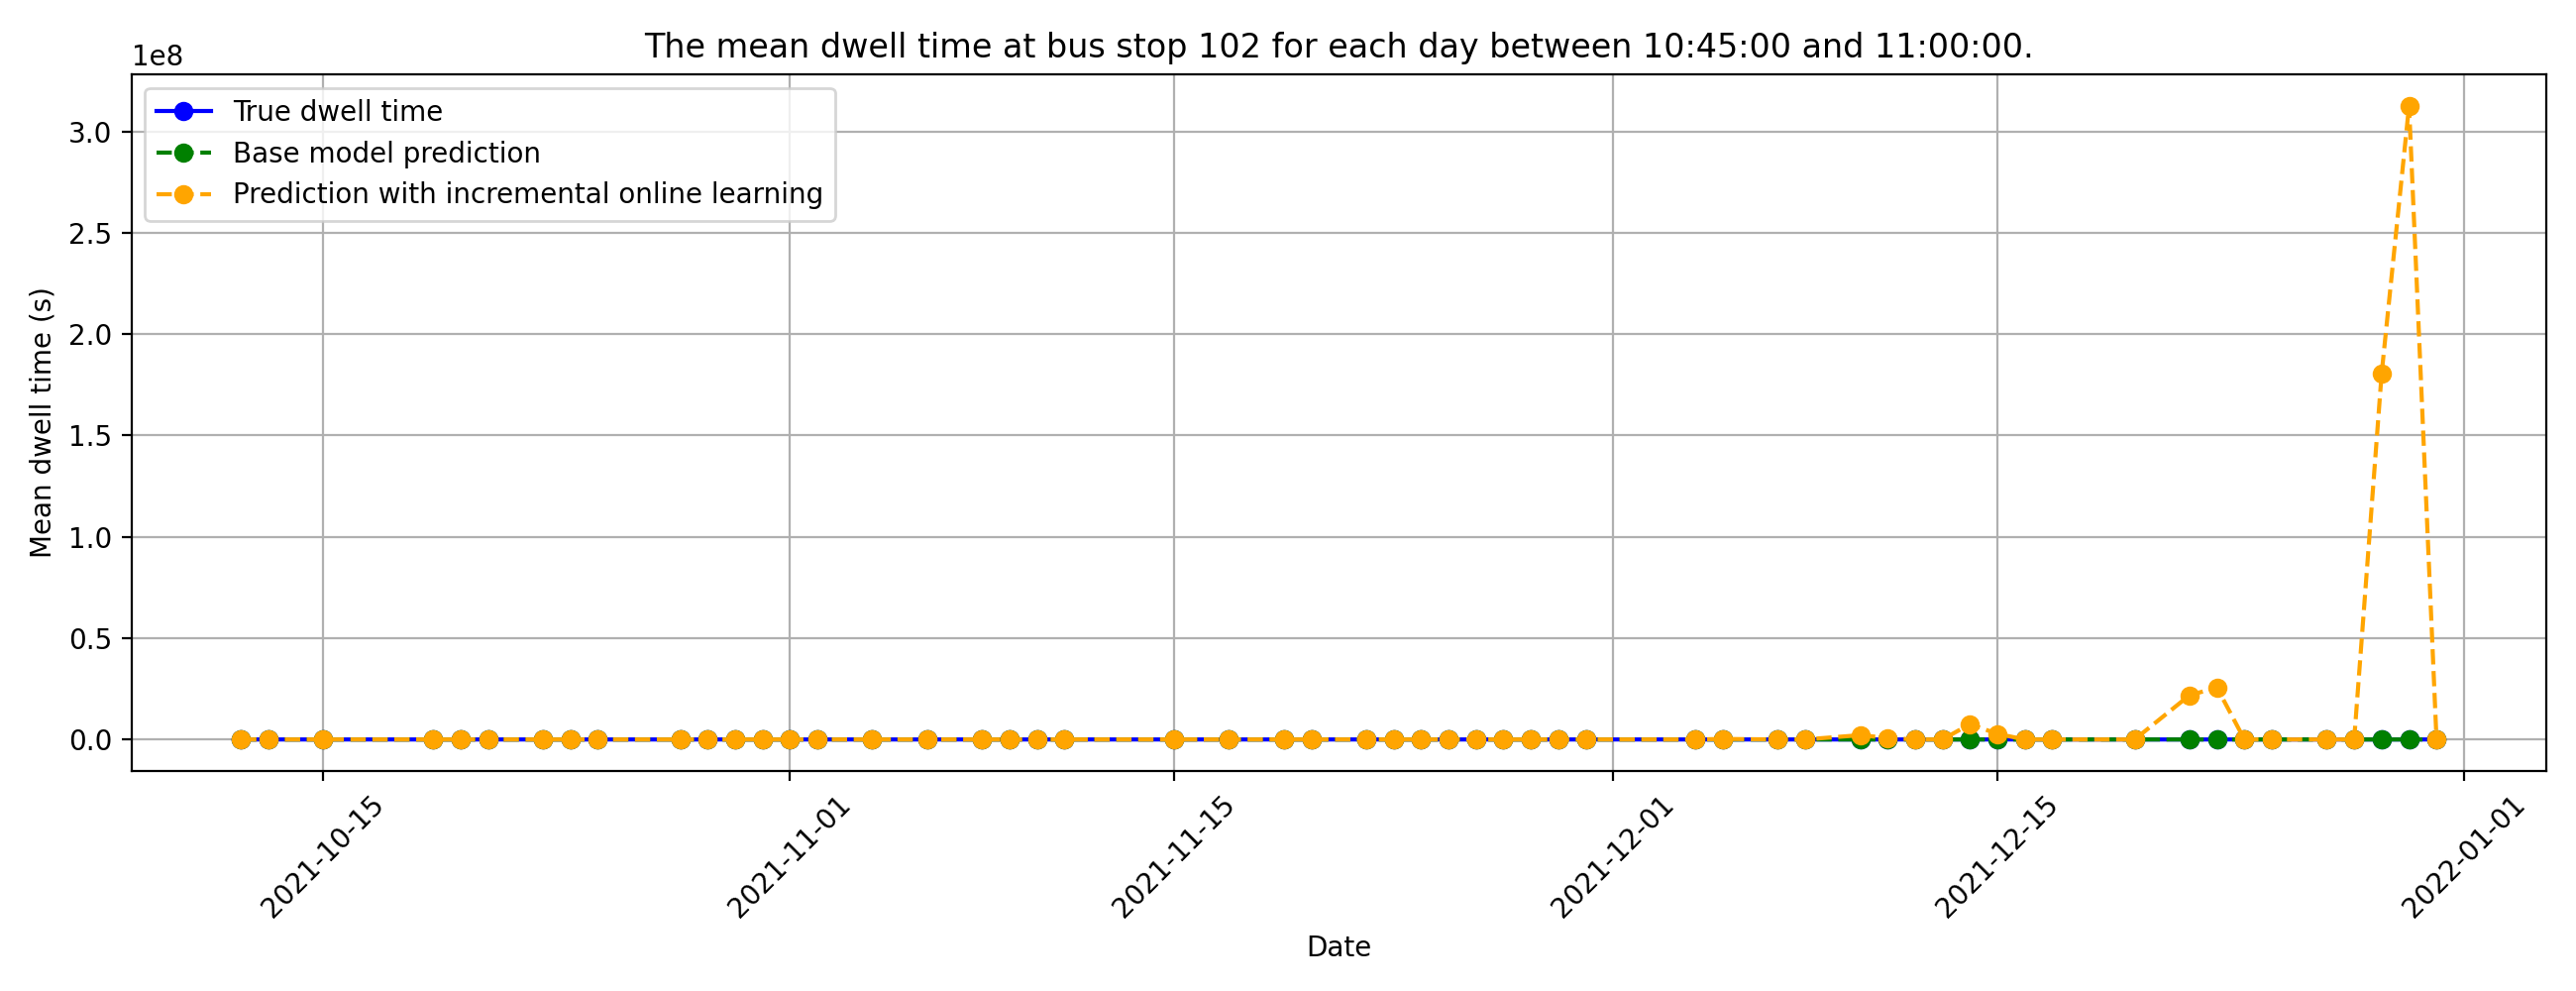 The mean dwell time at bus stop 102 for each day between 10:45:00 and 11:00:00.
1e8
True dwell time
Base model prediction
Prediction with incremental online learning
Mean dwell time (s)
3.0
2.5
2.0
1.5
1.0
0.5
0.0
2021-10-15
2021-11-01
2021-11-15
2021-12-01
2021-12-15
2022-01-01
Date